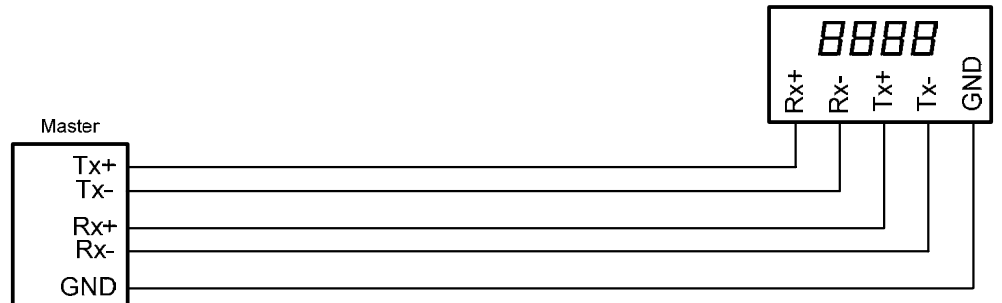 8888
Rx+
Rx-
Tx+
Tx-
GND
Master
Tx+
Tx-
Rx+
Rx-
GND